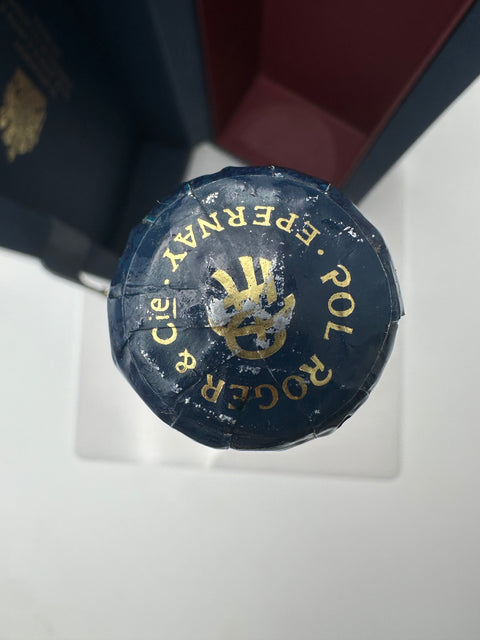 POL ROGER & Cie · EPERNAY ·